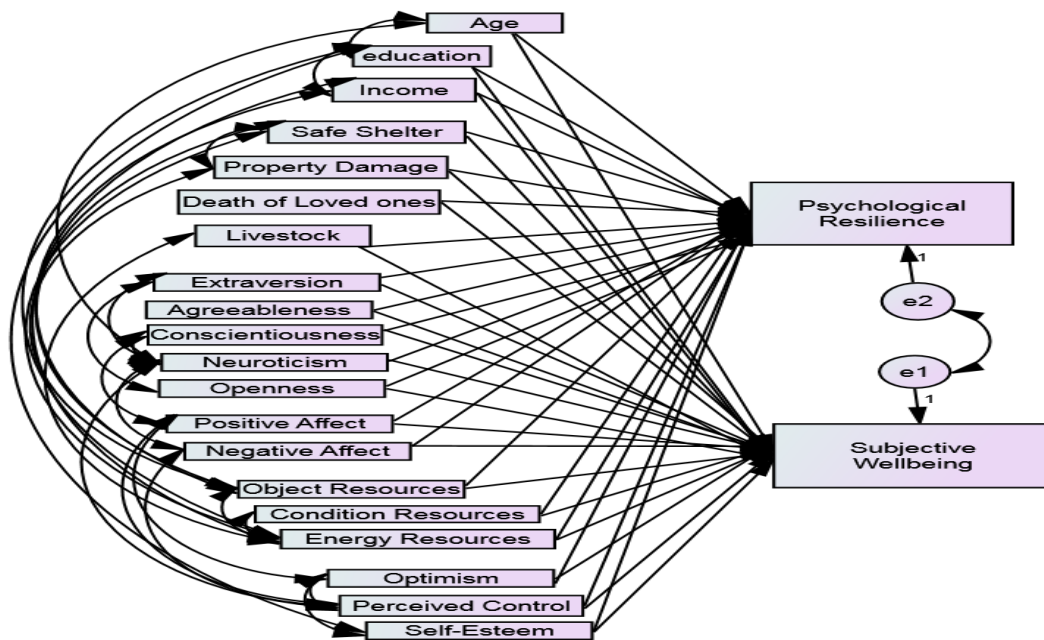 Age
education
Income
Safe Shelter
Property Damage
Death of Loved ones
Livestock
Extraversion
Agreeableness
Conscientiousness
Neuroticism
Openness
Positive Affect
Negative Affect
Object Resources
Condition Resources
Energy Resources
Optimism
Perceived Control
Self-Esteem
Psychological
Resilience
1
e2
e1
1
Subjective
Wellbeing